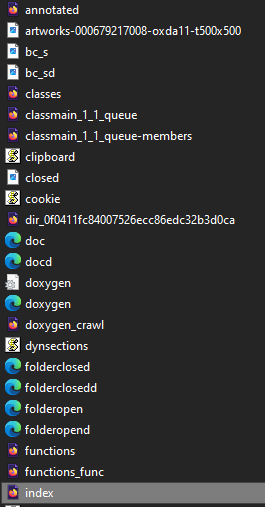 annotated
artworks-000679217008-oxda11-t500x500
bc_s
bc_sd
classes
classmain_1_1_queue
classmain_1_1_queue-members
clipboard
closed
cookie
dir_0f0411fc84007526ecc86edc32b3d0ca
doc
docd
doxygen
doxygen
doxygen_crawl
dynsections
folderclosed
folderclosedd
folderopen
folderopend
functions
functions_func
index